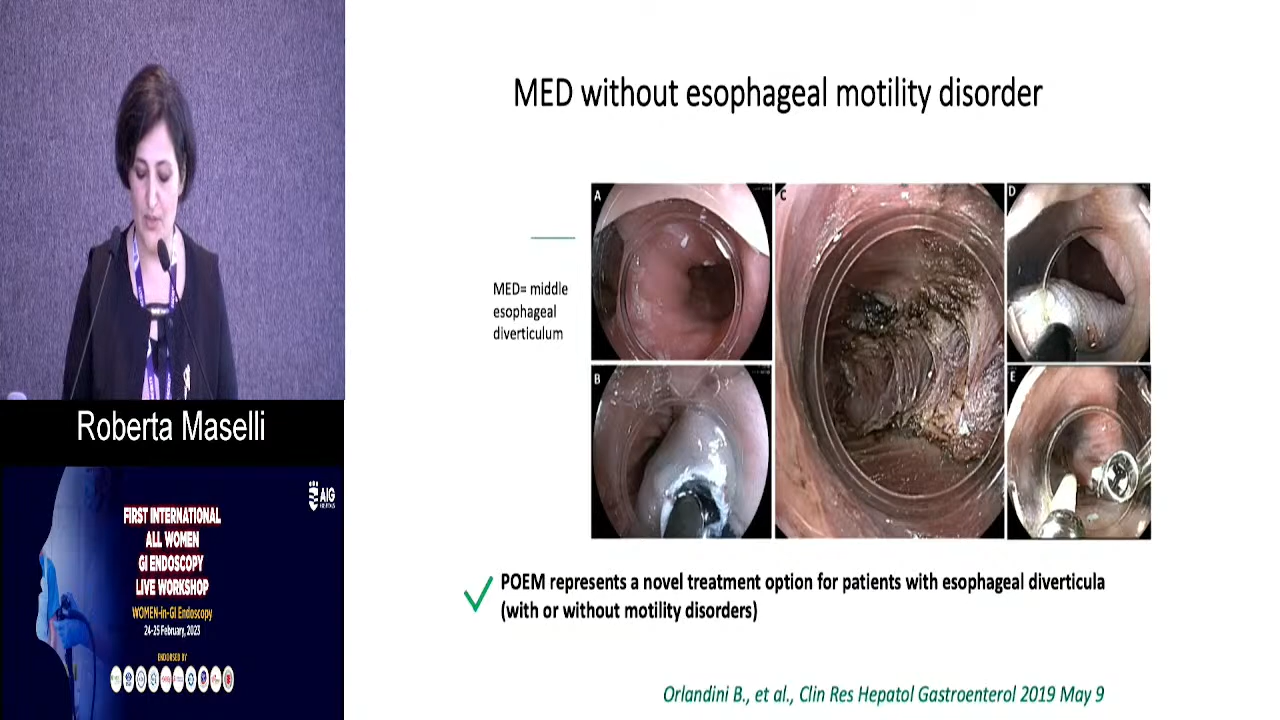 MED without esophageal motility disorder
A
C
D
MED= middle
esophageal
diverticulum
B
E
Roberta Maselli
AIG
HOSPITALS
FIRST INTERNATIONAL
ALL WOMEN
GI ENDOSCOPY
LIVE WORKSHOP
WOMEN-in-GI Endoscopy
24-25 February, 2023
ENDORSED BY
POEM represents a novel treatment option for patients with esophageal diverticula
(with or without motility disorders)
Orlandini B., et al., Clin Res Hepatol Gastroenterol 2019 May 9